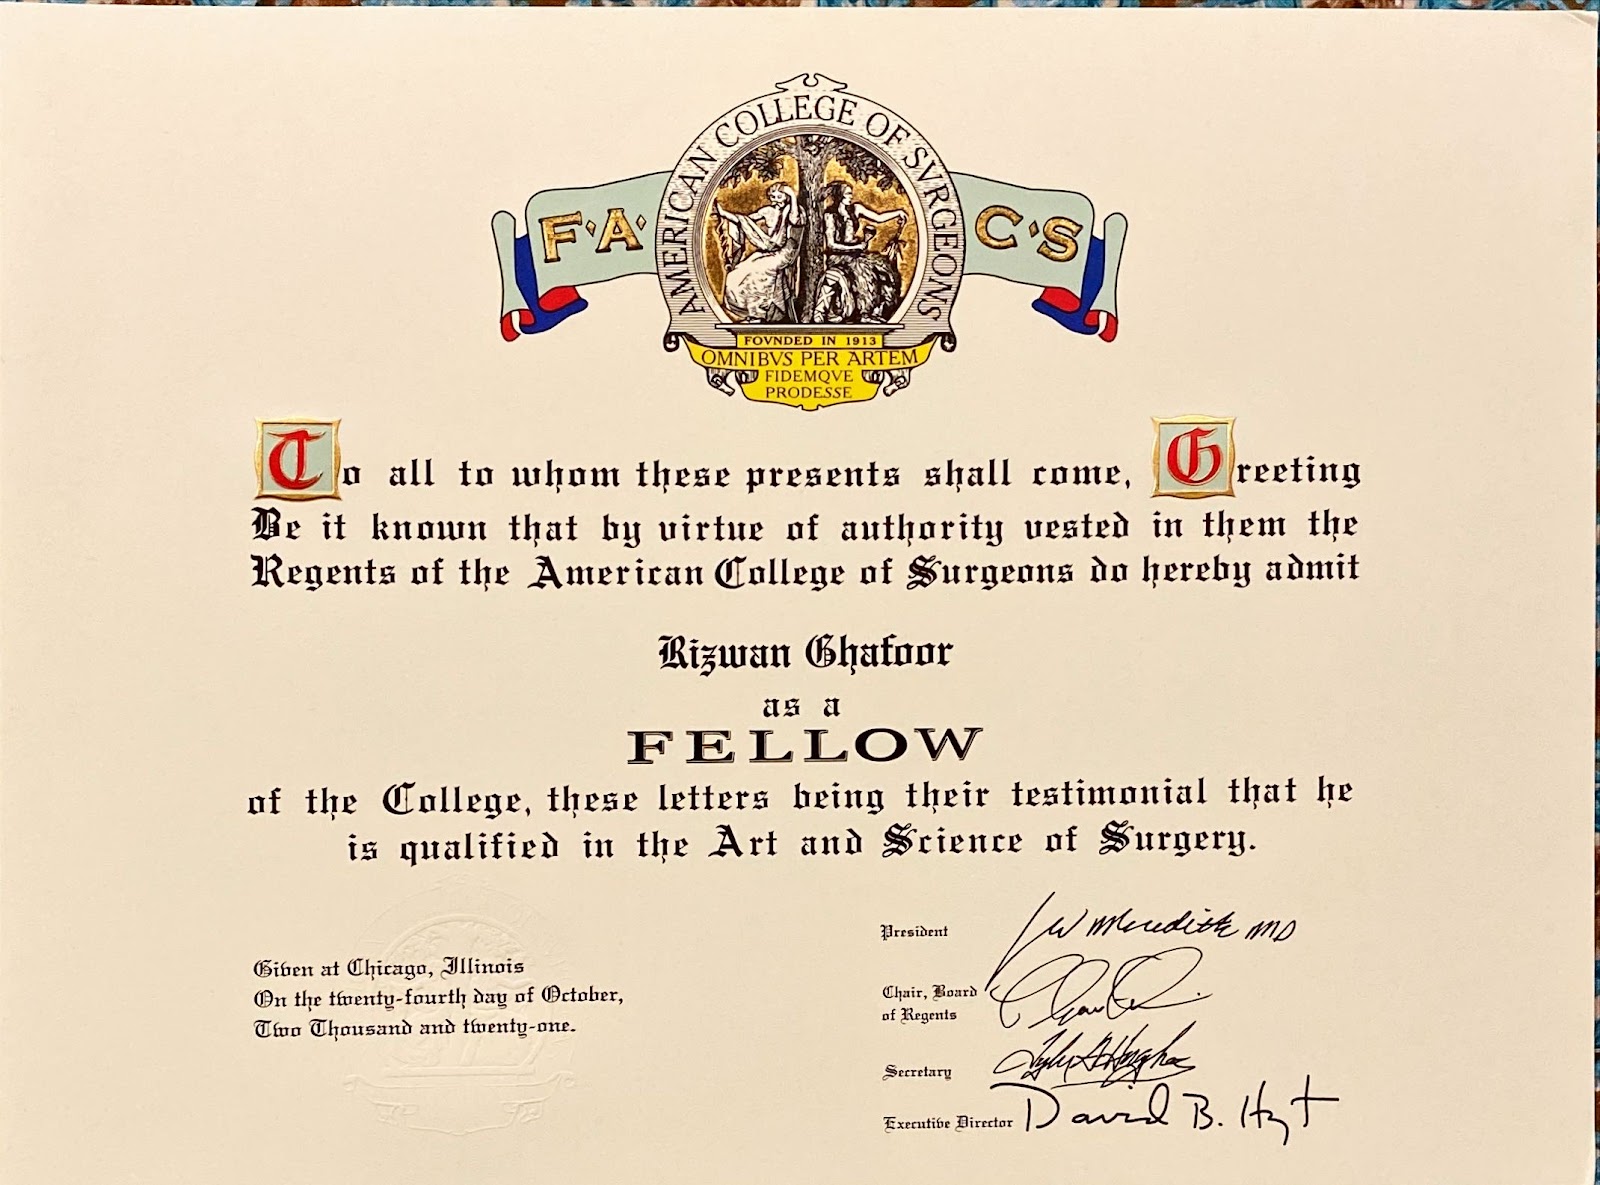 AMERICAN COLLEGE OF SVRGEONS
F·A· C·S
FOVNDED IN 1913
OMNIBVS PER ARTEM
FIDEMQVE
PRODESSE
To all to whom these presents shall come, Greeting
Be it known that by virtue of authority vested in them the
Regents of the American College of Surgeons do hereby admit
Rizwan Ghafoor
as a
FELLOW
of the College, these letters being their testimonial that he
is qualified in the Art and Science of Surgery.
Given at Chicago, Illinois
On the twenty-fourth day of October,
Two Thousand and twenty-one.
President J W Meredith MD
Chair, Board
of Regents
Secretary
Executive Director David B. Hoyt